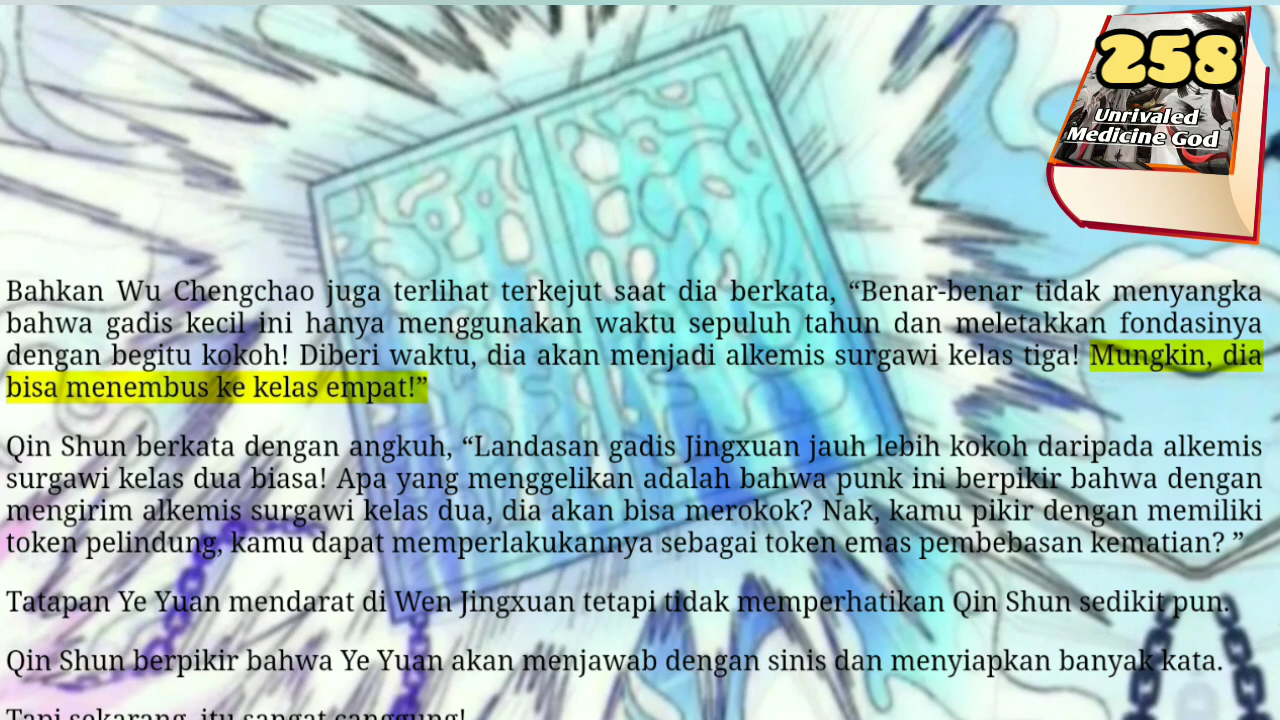 258
Unrivaled
Medicine God
Bahkan Wu Chengchao juga terlihat terkejut saat dia berkata, “Benar-benar tidak menyangka
bahwa gadis kecil ini hanya menggunakan waktu sepuluh tahun dan meletakkan fondasinya
dengan begitu kokoh! Diberi waktu, dia akan menjadi alkemis surgawi kelas tiga! Mungkin, dia
bisa menembus ke kelas empat!”
Qin Shun berkata dengan angkuh, “Landasan gadis Jingxuan jauh lebih kokoh daripada alkemis
surgawi kelas dua biasa! Apa yang menggelikan adalah bahwa punk ini berpikir bahwa dengan
mengirim alkemis surgawi kelas dua, dia akan bisa merokok? Nak, kamu pikir dengan memiliki
token pelindung, kamu dapat memperlakukannya sebagai token emas pembebasan kematian? ”
Tatapan Ye Yuan mendarat di Wen Jingxuan tetapi tidak memperhatikan Qin Shun sedikit pun.
Qin Shun berpikir bahwa Ye Yuan akan menjawab dengan sinis dan menyiapkan banyak kata.
Tapi sekarang, itu sangat canggung!